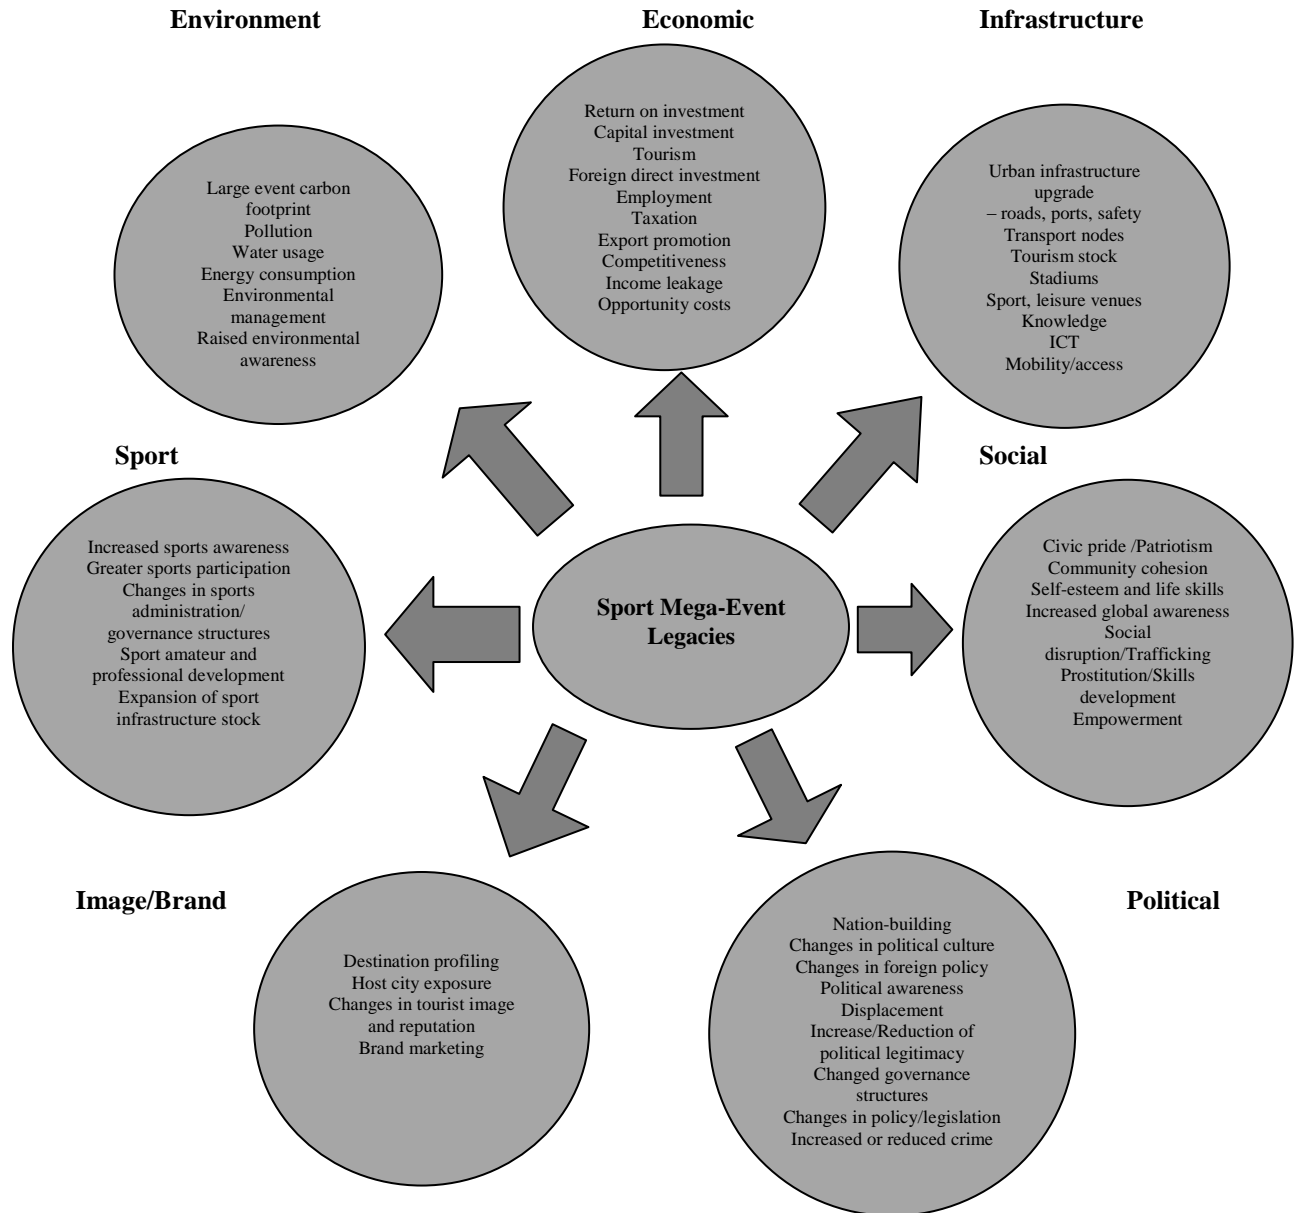 Environment
Large event carbon
footprint
Pollution
Water usage
Energy consumption
Environmental
management
Raised environmental
awareness
Economic
Return on investment
Capital investment
Tourism
Foreign direct investment
Employment
Taxation
Export promotion
Competitiveness
Income leakage
Opportunity costs
Infrastructure
Urban infrastructure
upgrade
– roads, ports, safety
Transport nodes
Tourism stock
Stadiums
Sport, leisure venues
Knowledge
ICT
Mobility/access
Sport
Increased sports awareness
Greater sports participation
Changes in sports
administration/
governance structures
Sport amateur and
professional development
Expansion of sport
infrastructure stock
Sport Mega-Event
Legacies
Social
Civic pride /Patriotism
Community cohesion
Self-esteem and life skills
Increased global awareness
Social
disruption/Trafficking
Prostitution/Skills
development
Empowerment
Image/Brand
Destination profiling
Host city exposure
Changes in tourist image
and reputation
Brand marketing
Political
Nation-building
Changes in political culture
Changes in foreign policy
Political awareness
Displacement
Increase/Reduction of
political legitimacy
Changed governance
structures
Changes in policy/legislation
Increased or reduced crime